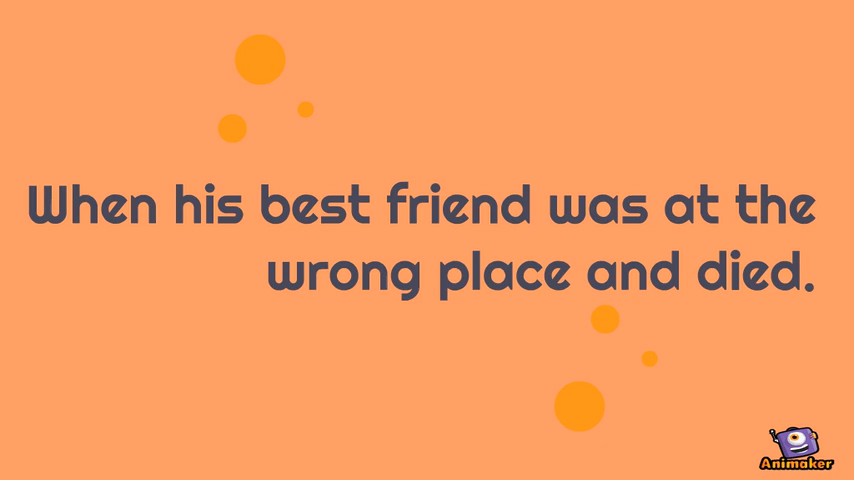 When his best friend was at the
wrong place and died.
Animaker